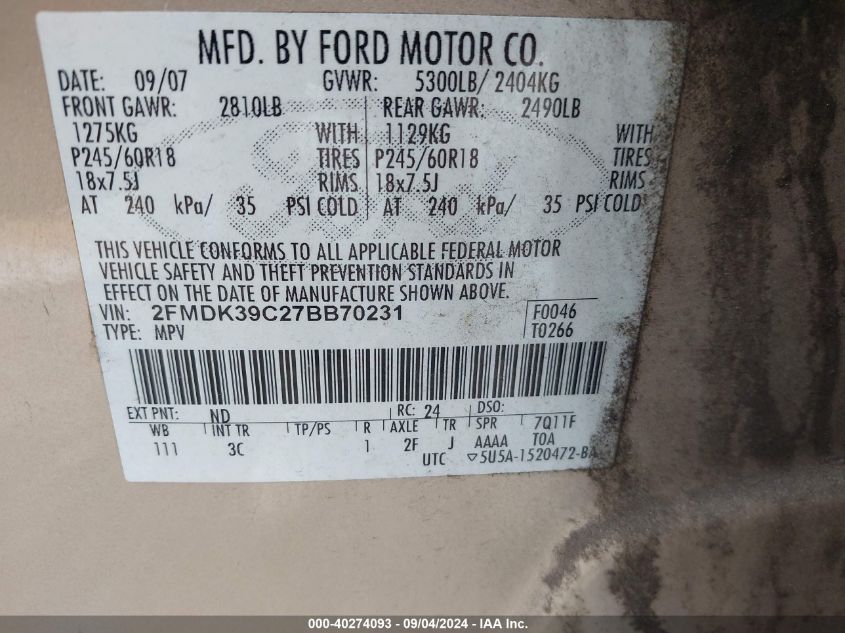 MFD. BY FORD MOTOR CO.
DATE: 09/07 GVWR: 5300LB/ 2404KG
FRONT GAWR: 2810LB REAR GAWR: 2490LB
1275KG WITH 1129KG WITH
P245/60R18 TIRES P245/60R18 TIRES
18x7.5J RIMS 18x7.5J RIMS
AT 240 kPa/ 35 PSI COLD AT 240 kPa/ 35 PSI COLD
THIS VEHICLE CONFORMS TO ALL APPLICABLE FEDERAL MOTOR
VEHICLE SAFETY AND THEFT PREVENTION STANDARDS IN
EFFECT ON THE DATE OF MANUFACTURE SHOWN ABOVE.
VIN: 2FMDK39C27BB70231 F0046
TYPE: MPV T0266
EXT PNT: ND RC: 24 DSO:
WB INT TR TP/PS R AXLE TR SPR 7Q11F
111 3C 1 2F J AAAA TOA
UTC ▽5U5A-1520472-BA
000-40274093 - 09/04/2024 - IAA Inc.